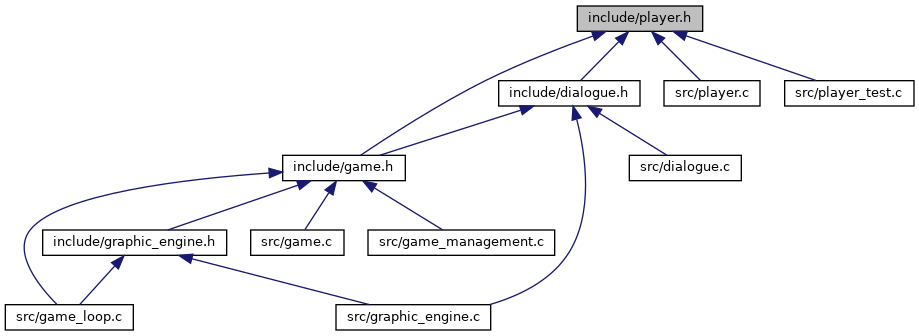 include/player.h
include/dialogue.h
src/player.c
src/player_test.c
include/game.h
src/dialogue.c
include/graphic_engine.h
src/game.c
src/game_management.c
src/game_loop.c
src/graphic_engine.c